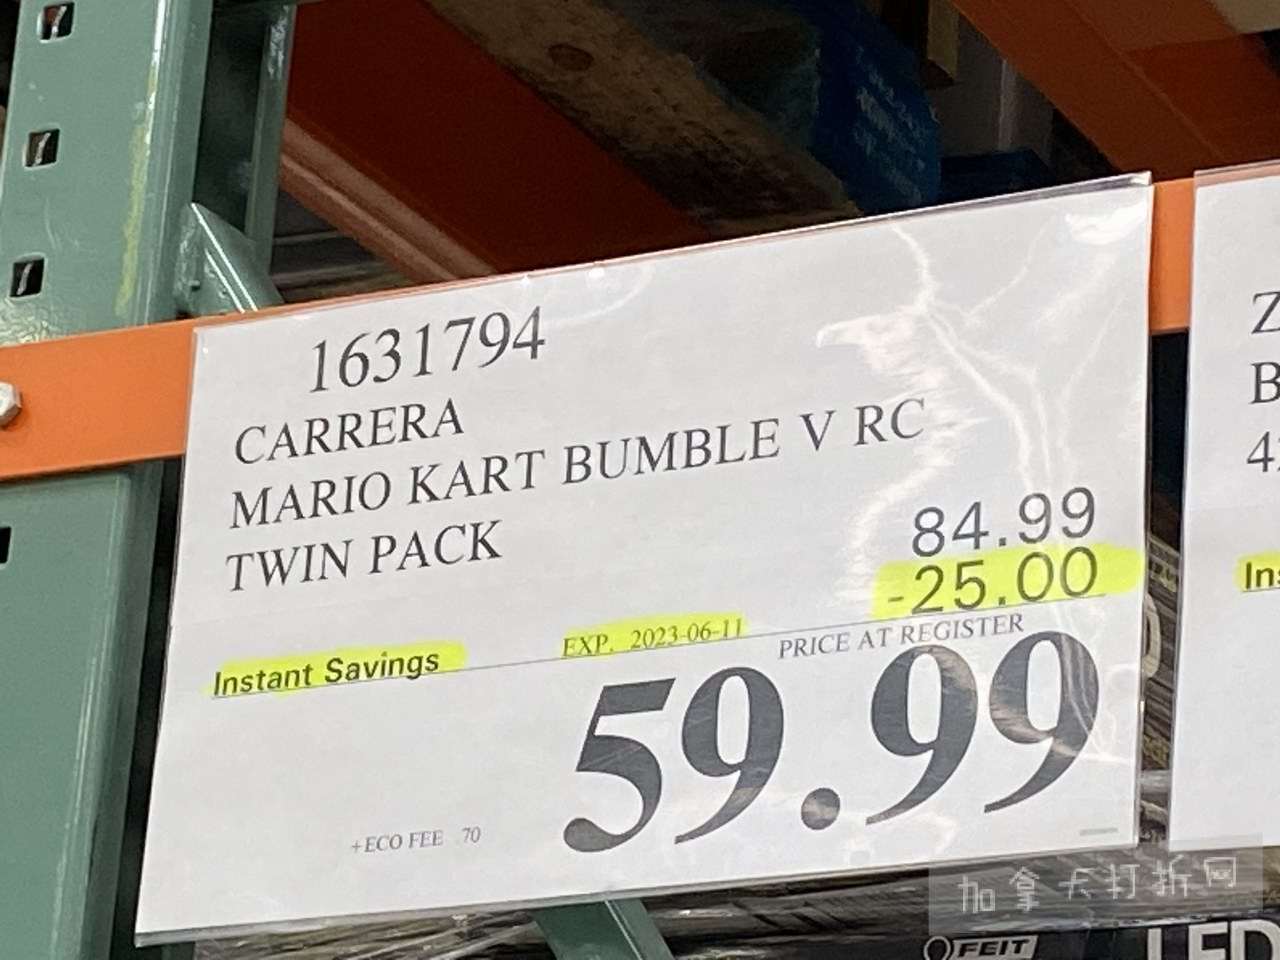 1631794
CARRERA
MARIO KART BUMBLE V RC
TWIN PACK
84.99
-25.00
Instant Savings
EXP. 2023-06-11
PRICE AT REGISTER
59.99
+ECO FEE 70
Z
B
Ins
加拿大打折网
FEIT
LED